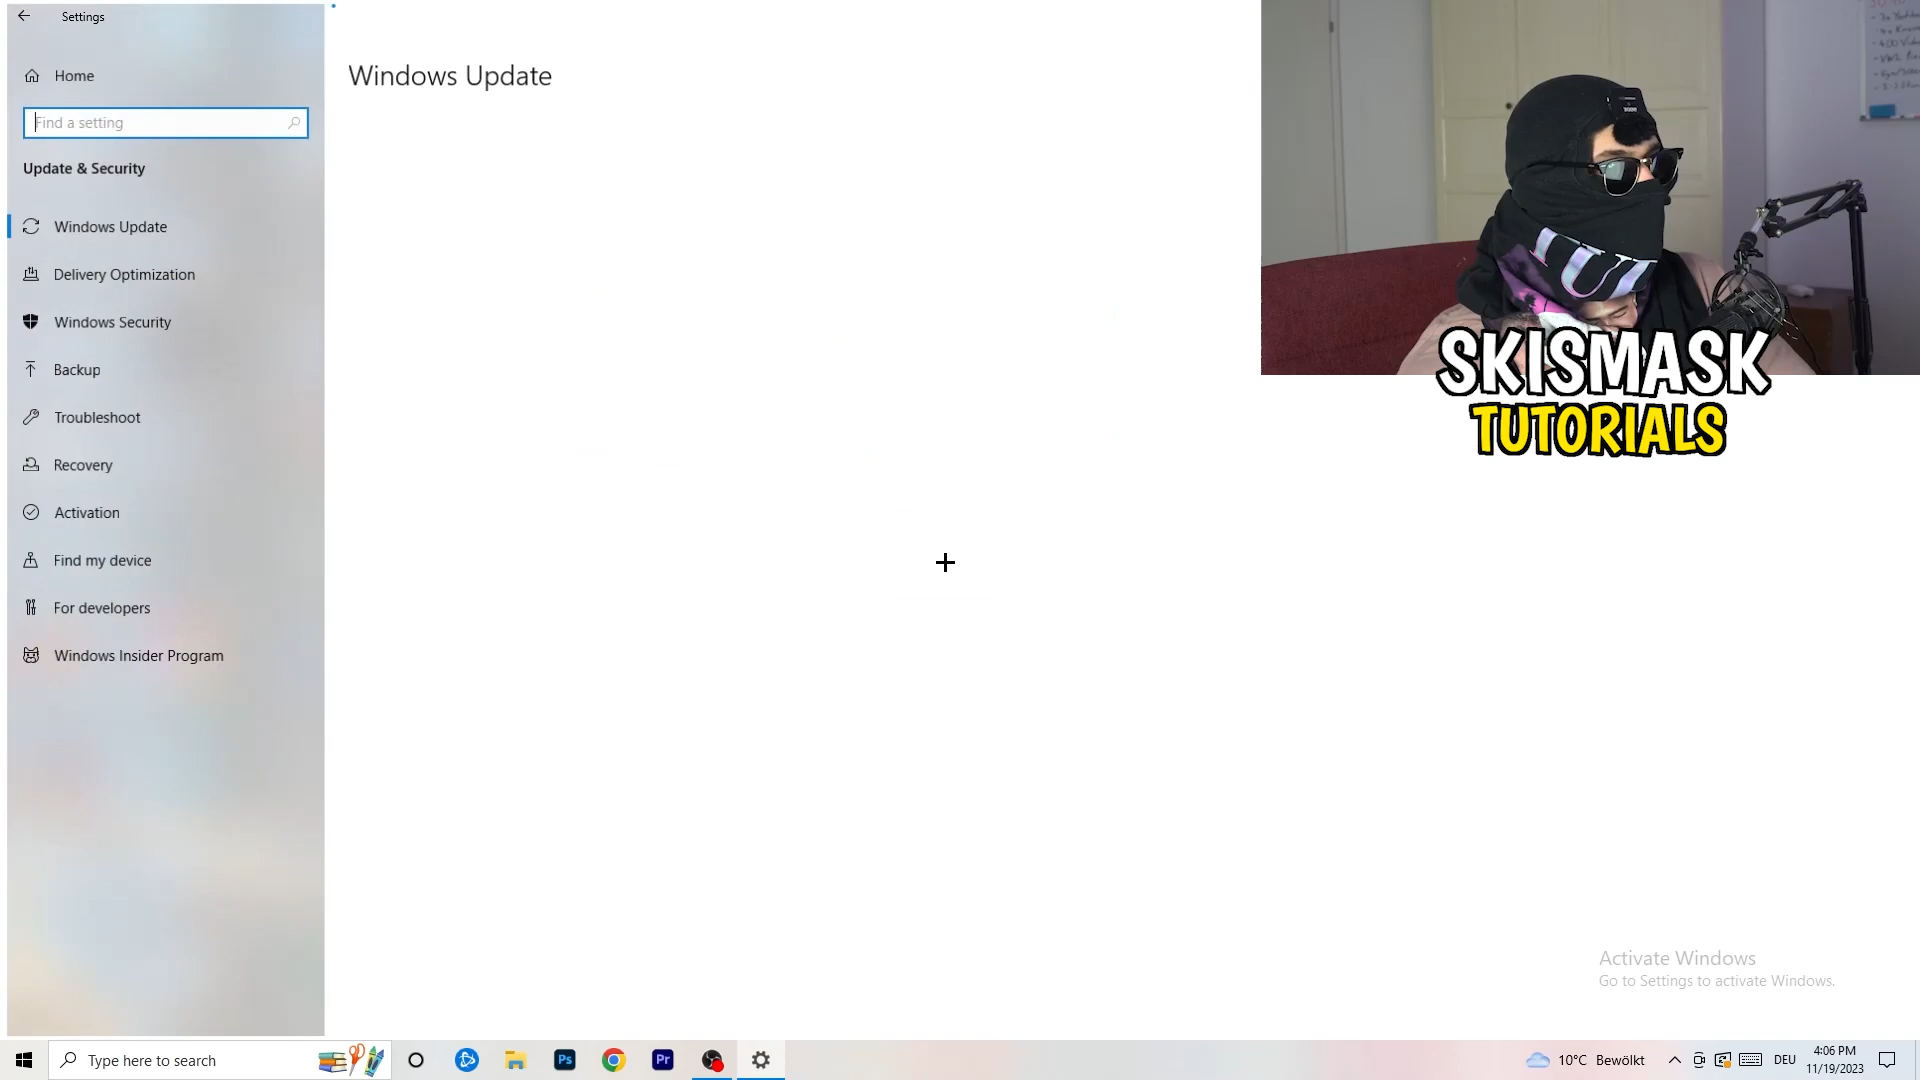 Settings
Home
Find a setting
Update & Security
Windows Update
Delivery Optimization
Windows Security
Backup
Troubleshoot
Recovery
Activation
Find my device
For developers
Windows Insider Program
Windows Update
SKISMASK
TUTORIALS
Activate Windows
Go to Settings to activate Windows.
Type here to search
Ps
Pr
10°C Bewölkt
DEU
4:06 PM
11/19/2023